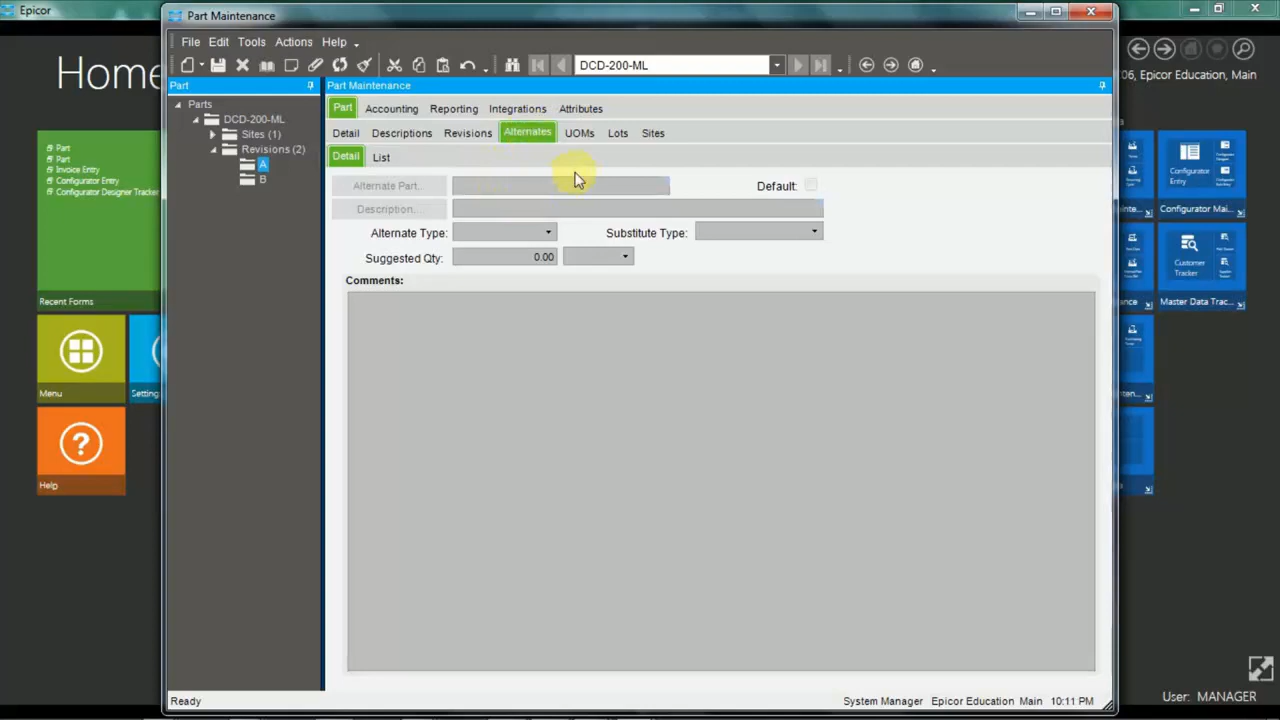 Epicor
Part Maintenance
File Edit Tools Actions Help
DCD-200-ML
Part
Part Maintenance
Parts
DCD-200-ML
Sites (1)
Revisions (2)
A
B
Part Accounting Reporting Integrations Attributes
Detail Descriptions Revisions Alternates UOMs Lots Sites
Detail List
Alternate Part...
Default:
Description...
Alternate Type:
Substitute Type:
Suggested Qty: 0.00
Comments:
Home
Part
Part
Invoice Entry
Configurator Entry
Configurator Designer Tracker
Recent Forms
Menu
Setting
Help
06, Epicor Education, Main
Configurator Entry
Configurator Mai...
Customer Tracker
Master Data Trac...
Ready
System Manager Epicor Education Main 10:11 PM
User: MANAGER